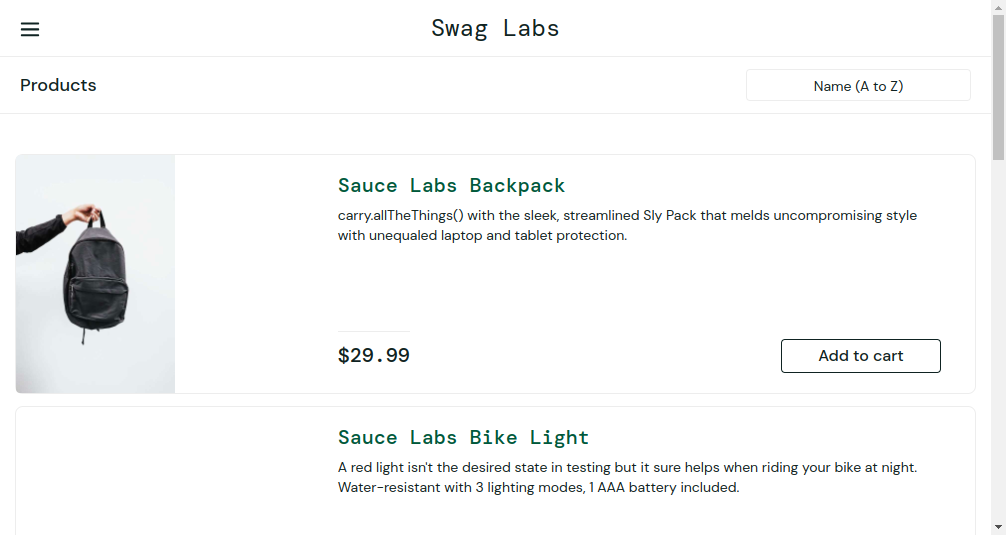 Swag Labs
Products
Name (A to Z)
Sauce Labs Backpack
carry.allTheThings() with the sleek, streamlined Sly Pack that melds uncompromising style
with unequaled laptop and tablet protection.
$29.99
Add to cart
Sauce Labs Bike Light
A red light isn't the desired state in testing but it sure helps when riding your bike at night.
Water-resistant with 3 lighting modes, 1 AAA battery included.